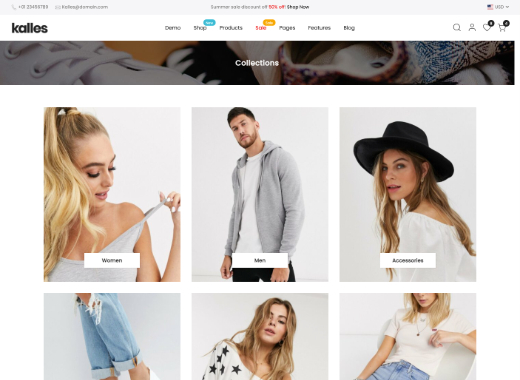 +01 23456789 Kalles@domain.com Summer sale discount off 50% off! Shop Now USD
kalles Demo Shop New Products Sale Pages Features Blog 0 0
Collections
Women Men Accessories